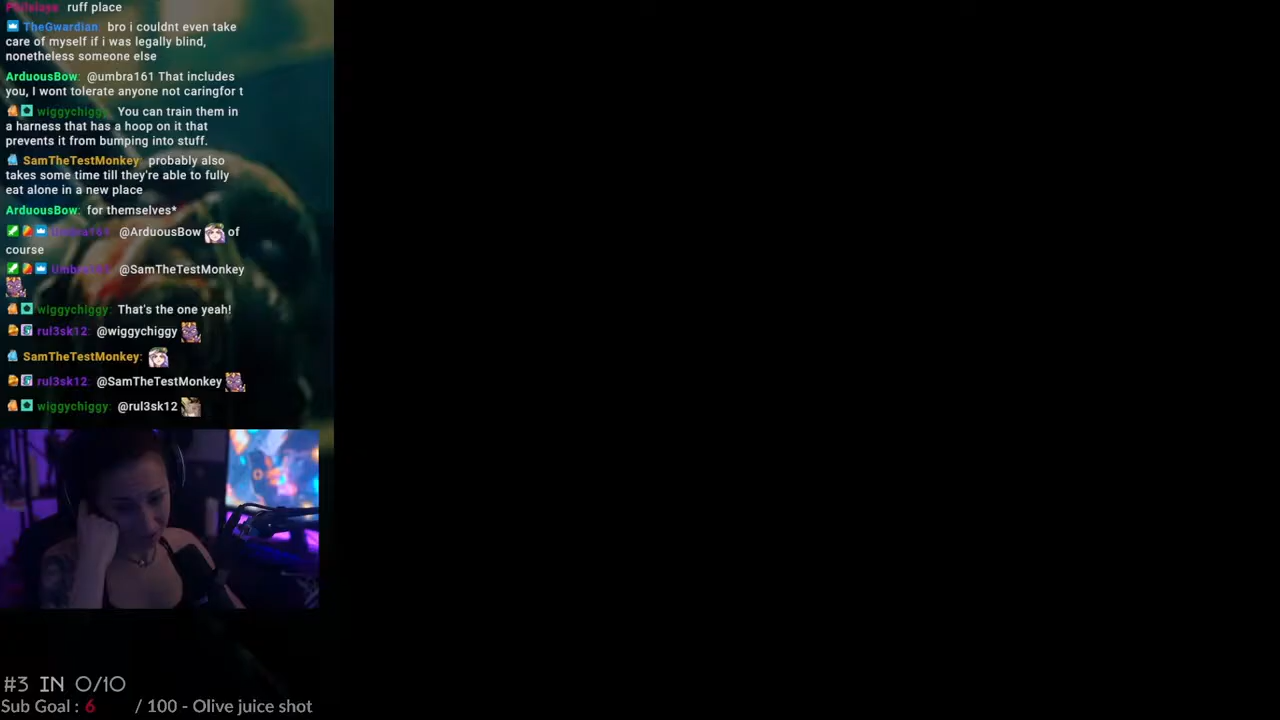 ruff place
TheGwardian: bro i couldnt even take
care of myself if i was legally blind,
nonetheless someone else
ArduousBow: @umbra161 That includes
you, I wont tolerate anyone not caringfor t
wiggychiggy: You can train them in
a harness that has a hoop on it that
prevents it from bumping into stuff.
SamTheTestMonkey: probably also
takes some time till they're able to fully
eat alone in a new place
ArduousBow: for themselves*
@ArduousBow of
course
@SamTheTestMonkey
wiggychiggy: That's the one yeah!
rul3sk12: @wiggychiggy
SamTheTestMonkey:
rul3sk12: @SamTheTestMonkey
wiggychiggy: @rul3sk12
#3 IN 0/10
Sub Goal : 6 / 100 - Olive juice shot